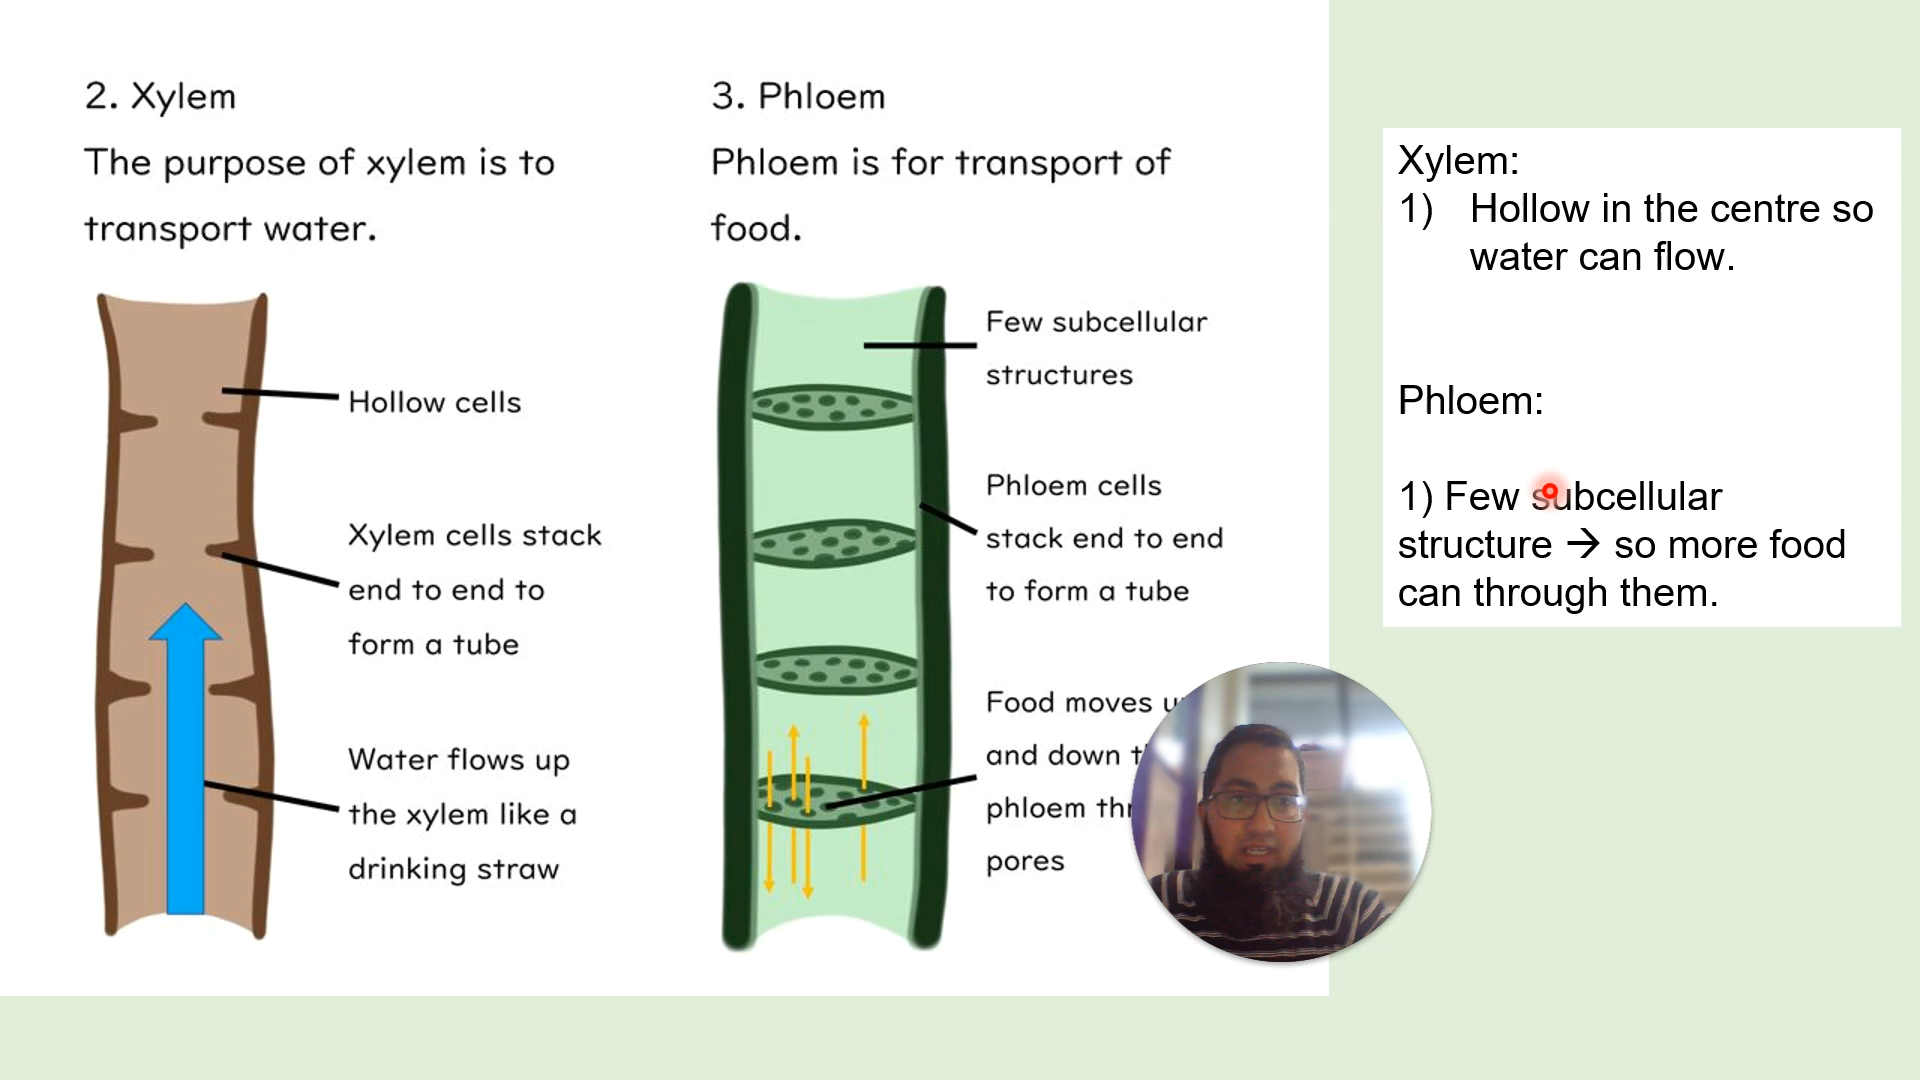 2. Xylem
The purpose of xylem is to
transport water.
Hollow cells
Xylem cells stack
end to end to
form a tube
Water flows up
the xylem like a
drinking straw
3. Phloem
Phloem is for transport of
food.
Few subcellular
structures
Phloem cells
stack end to end
to form a tube
Food moves
and down
phloem
pores
Xylem:
1) Hollow in the centre so
water can flow.
Phloem:
1) Few subcellular
structure → so more food
can through them.